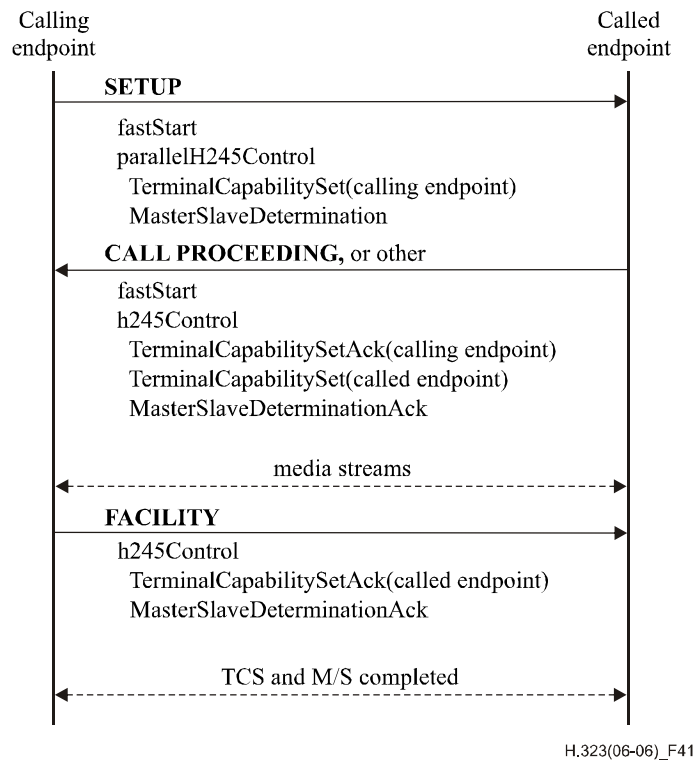 Calling
endpoint
Called
endpoint
SETUP
fastStart
parallelH245Control
TerminalCapabilitySet(calling endpoint)
MasterSlaveDetermination
CALL PROCEEDING, or other
fastStart
h245Control
TerminalCapabilitySetAck(calling endpoint)
TerminalCapabilitySet(called endpoint)
MasterSlaveDeterminationAck
media streams
FACILITY
h245Control
TerminalCapabilitySetAck(called endpoint)
MasterSlaveDeterminationAck
TCS and M/S completed
H.323(06-06)_F41